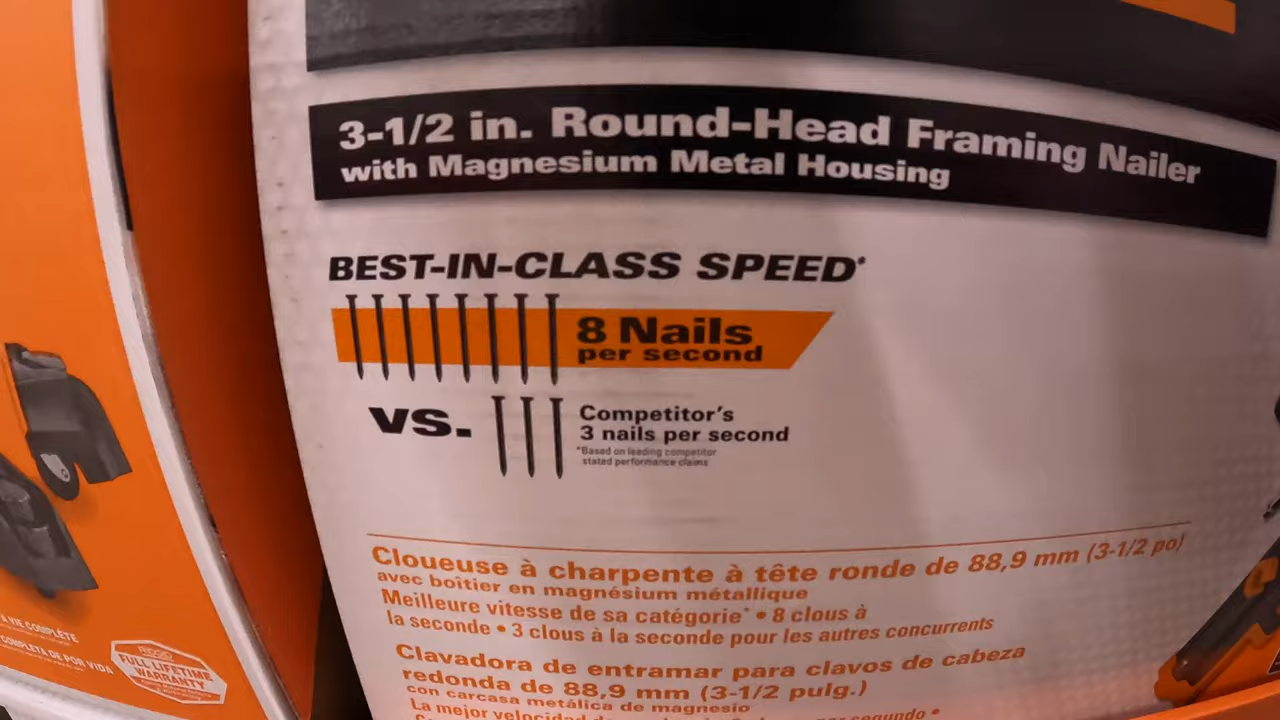 3-1/2 in. Round-Head Framing Nailer
with Magnesium Metal Housing
BEST-IN-CLASS SPEED*
8 Nails
per second
VS.
Competitor's
3 nails per second
*Based on leading competitor
stated performance claims
Cloueuse à charpente à tête ronde de 88,9 mm (3-1/2 po)
avec boîtier en magnésium métallique
Meilleure vitesse de sa catégorie* • 8 clous à
la seconde • 3 clous à la seconde pour les autres concurrents
Clavadora de entramar para clavos de cabeza
redonda de 88,9 mm (3-1/2 pulg.)
con carcasa metálica de magnesio
La mejor velocidad
segundo •
À VIE COMPLÈTE
COMPLETA DE POR VIDA
RIDGID
FULL LIFETIME
WARRANTY